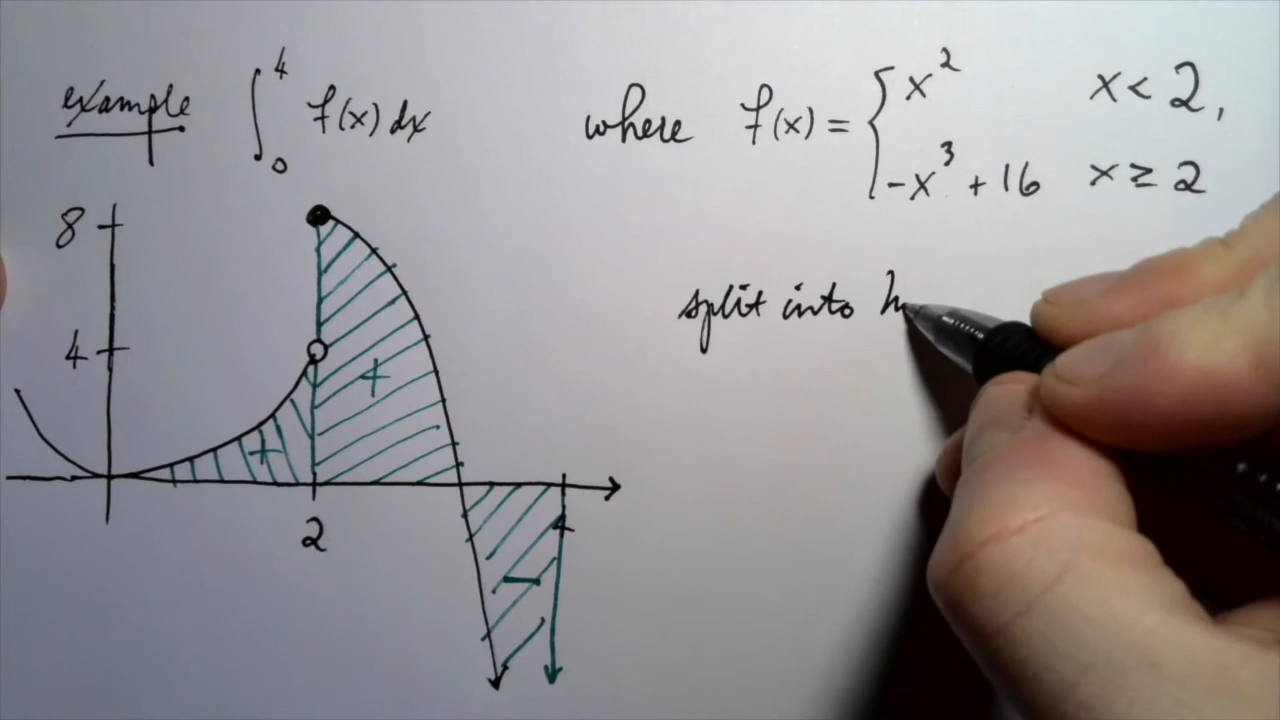 example ∫₀⁴ f(x) dx where f(x) = { x² x < 2,
-x³ + 16 x ≥ 2
8
split into
4
+
+
2
4
−